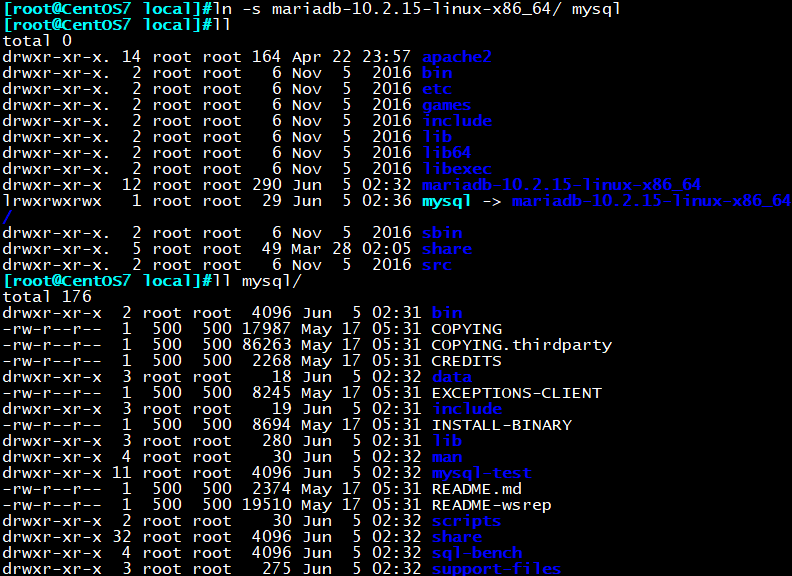 [root@CentOS7 local]#ln -s mariadb-10.2.15-linux-x86_64/ mysql
[root@CentOS7 local]#ll
total 0
drwxr-xr-x. 14 root root 164 Apr 22 23:57 apache2
drwxr-xr-x.  2 root root   6 Nov  5  2016 bin
drwxr-xr-x.  2 root root   6 Nov  5  2016 etc
drwxr-xr-x.  2 root root   6 Nov  5  2016 games
drwxr-xr-x.  2 root root   6 Nov  5  2016 include
drwxr-xr-x.  2 root root   6 Nov  5  2016 lib
drwxr-xr-x.  2 root root   6 Nov  5  2016 lib64
drwxr-xr-x.  2 root root   6 Nov  5  2016 libexec
drwxr-xr-x  12 root root 290 Jun  5 02:32 mariadb-10.2.15-linux-x86_64
lrwxrwxrwx   1 root root  29 Jun  5 02:36 mysql -> mariadb-10.2.15-linux-x86_64
/
drwxr-xr-x.  2 root root   6 Nov  5  2016 sbin
drwxr-xr-x.  5 root root  49 Mar 28 02:05 share
drwxr-xr-x.  2 root root   6 Nov  5  2016 src
[root@CentOS7 local]#ll mysql/
total 176
drwxr-xr-x  2 root root  4096 Jun  5 02:31 bin
-rw-r--r--  1  500  500 17987 May 17 05:31 COPYING
-rw-r--r--  1  500  500 86263 May 17 05:31 COPYING.thirdparty
-rw-r--r--  1  500  500  2268 May 17 05:31 CREDITS
drwxr-xr-x  3 root root    18 Jun  5 02:32 data
-rw-r--r--  1  500  500  8245 May 17 05:31 EXCEPTIONS-CLIENT
drwxr-xr-x  3 root root    19 Jun  5 02:32 include
-rw-r--r--  1  500  500  8694 May 17 05:31 INSTALL-BINARY
drwxr-xr-x  3 root root   280 Jun  5 02:32 lib
drwxr-xr-x  4 root root    30 Jun  5 02:32 man
drwxr-xr-x 11 root root  4096 Jun  5 02:32 mysql-test
-rw-r--r--  1  500  500  2374 May 17 05:31 README.md
-rw-r--r--  1  500  500 19510 May 17 05:31 README-wsrep
drwxr-xr-x  2 root root    30 Jun  5 02:32 scripts
drwxr-xr-x 32 root root  4096 Jun  5 02:32 share
drwxr-xr-x  4 root root  4096 Jun  5 02:32 sql-bench
drwxr-xr-x  3 root root   275 Jun  5 02:32 support-files